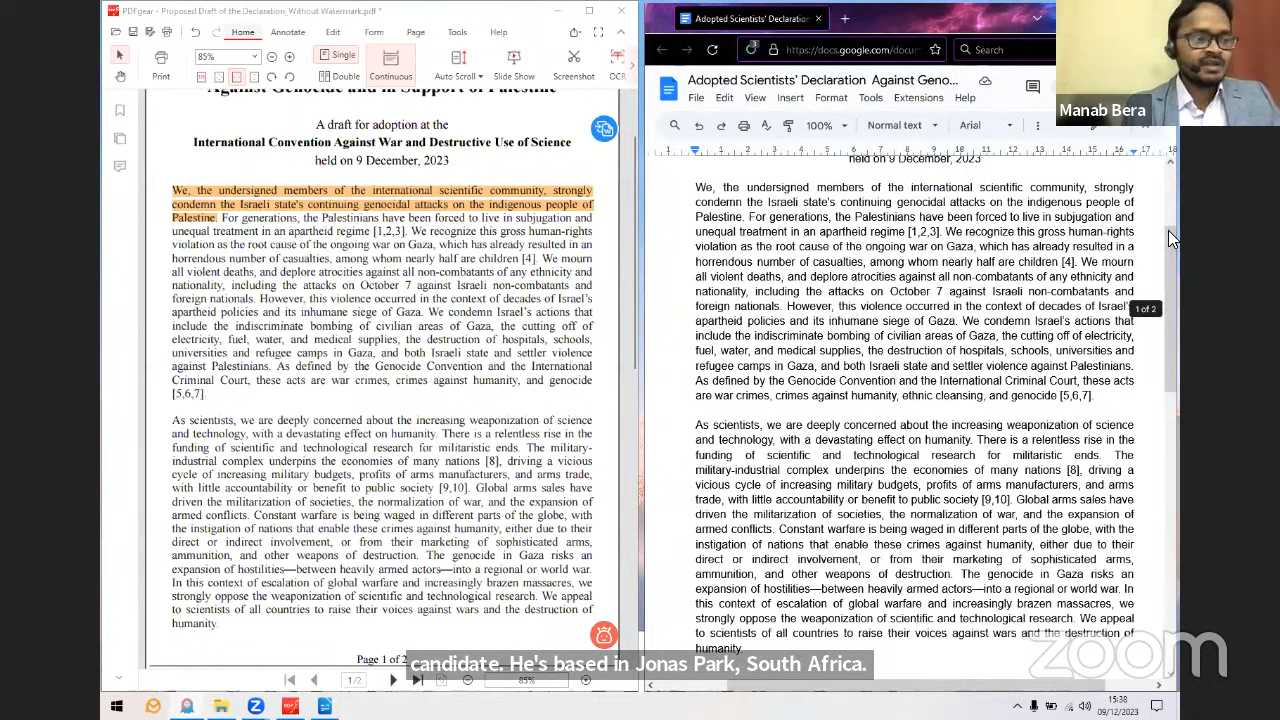 PDFgear - Proposed Draft of the Declaration_Without Watermark.pdf *
Home Annotate Edit Form Page Tools Help
85%
Single
Double
Print
Continuous
Auto Scroll
Slide Show
Screenshot
OCR
Against Genocide and in Support of Palestine
A draft for adoption at the
International Convention Against War and Destructive Use of Science
held on 9 December, 2023
We, the undersigned members of the international scientific community, strongly
condemn the Israeli state's continuing genocidal attacks on the indigenous people of
Palestine. For generations, the Palestinians have been forced to live in subjugation and
unequal treatment in an apartheid regime [1,2,3]. We recognize this gross human-rights
violation as the root cause of the ongoing war on Gaza, which has already resulted in an
horrendous number of casualties, among whom nearly half are children [4]. We mourn
all violent deaths, and deplore atrocities against all non-combatants of any ethnicity and
nationality, including the attacks on October 7 against Israeli non-combatants and
foreign nationals. However, this violence occurred in the context of decades of Israel's
apartheid policies and its inhumane siege of Gaza. We condemn Israel's actions that
include the indiscriminate bombing of civilian areas of Gaza, the cutting off of
electricity, fuel, water, and medical supplies, the destruction of hospitals, schools,
universities and refugee camps in Gaza, and both Israeli state and settler violence
against Palestinians. As defined by the Genocide Convention and the International
Criminal Court, these acts are war crimes, crimes against humanity, and genocide
[5,6,7].
As scientists, we are deeply concerned about the increasing weaponization of science
and technology, with a devastating effect on humanity. There is a relentless rise in the
funding of scientific and technological research for militaristic ends. The military-
industrial complex underpins the economies of many nations [8], driving a vicious
cycle of increasing military budgets, profits of arms manufacturers, and arms trade,
with little accountability or benefit to public society [9,10]. Global arms sales have
driven the militarization of societies, the normalization of war, and the expansion of
armed conflicts. Constant warfare is being waged in different parts of the globe, with
the instigation of nations that enable these crimes against humanity, either due to their
direct or indirect involvement, or from their marketing of sophisticated arms,
ammunition, and other weapons of destruction. The genocide in Gaza risks an
expansion of hostilities—between heavily armed actors—into a regional or world war.
In this context of escalation of global warfare and increasingly brazen massacres, we
strongly oppose the weaponization of scientific and technological research. We appeal
to scientists of all countries to raise their voices against wars and the destruction of
humanity.
Page 1 of 2
1/2
85%
Adopted Scientists' Declaration
https://docs.google.com/docum
Search
Adopted Scientists' Declaration Against Geno...
File Edit View Insert Format Tools Extensions Help
100% Normal text Arial
1 1 2 3 4 5 6 7 8 9 10 11 12 13 14 15 16 17 18
held on 9 December, 2023
We, the undersigned members of the international scientific community, strongly
condemn the Israeli state's continuing genocidal attacks on the indigenous people of
Palestine. For generations, the Palestinians have been forced to live in subjugation and
unequal treatment in an apartheid regime [1,2,3]. We recognize this gross human-rights
violation as the root cause of the ongoing war on Gaza, which has already resulted in a
horrendous number of casualties, among whom nearly half are children [4]. We mourn
all violent deaths, and deplore atrocities against all non-combatants of any ethnicity and
nationality, including the attacks on October 7 against Israeli non-combatants and
foreign nationals. However, this violence occurred in the context of decades of Israel'
apartheid policies and its inhumane siege of Gaza. We condemn Israel's actions that
include the indiscriminate bombing of civilian areas of Gaza, the cutting off of electricity,
fuel, water, and medical supplies, the destruction of hospitals, schools, universities and
refugee camps in Gaza, and both Israeli state and settler violence against Palestinians.
As defined by the Genocide Convention and the International Criminal Court, these acts
are war crimes, crimes against humanity, ethnic cleansing, and genocide [5,6,7].
1 of 2
As scientists, we are deeply concerned about the increasing weaponization of science
and technology, with a devastating effect on humanity. There is a relentless rise in the
funding of scientific and technological research for militaristic ends. The
military-industrial complex underpins the economies of many nations [8], driving a
vicious cycle of increasing military budgets, profits of arms manufacturers, and arms
trade, with little accountability or benefit to public society [9,10]. Global arms sales have
driven the militarization of societies, the normalization of war, and the expansion of
armed conflicts. Constant warfare is being waged in different parts of the globe, with the
instigation of nations that enable these crimes against humanity, either due to their
direct or indirect involvement, or from their marketing of sophisticated arms,
ammunition, and other weapons of destruction. The genocide in Gaza risks an
expansion of hostilities—between heavily armed actors—into a regional or world war. In
this context of escalation of global warfare and increasingly brazen massacres, we
strongly oppose the weaponization of scientific and technological research. We appeal
to scientists of all countries to raise their voices against wars and the destruction of
humanity.
Manab Bera
candidate. He's based in Jonas Park, South Africa.
zoom
15:38
09/12/2023